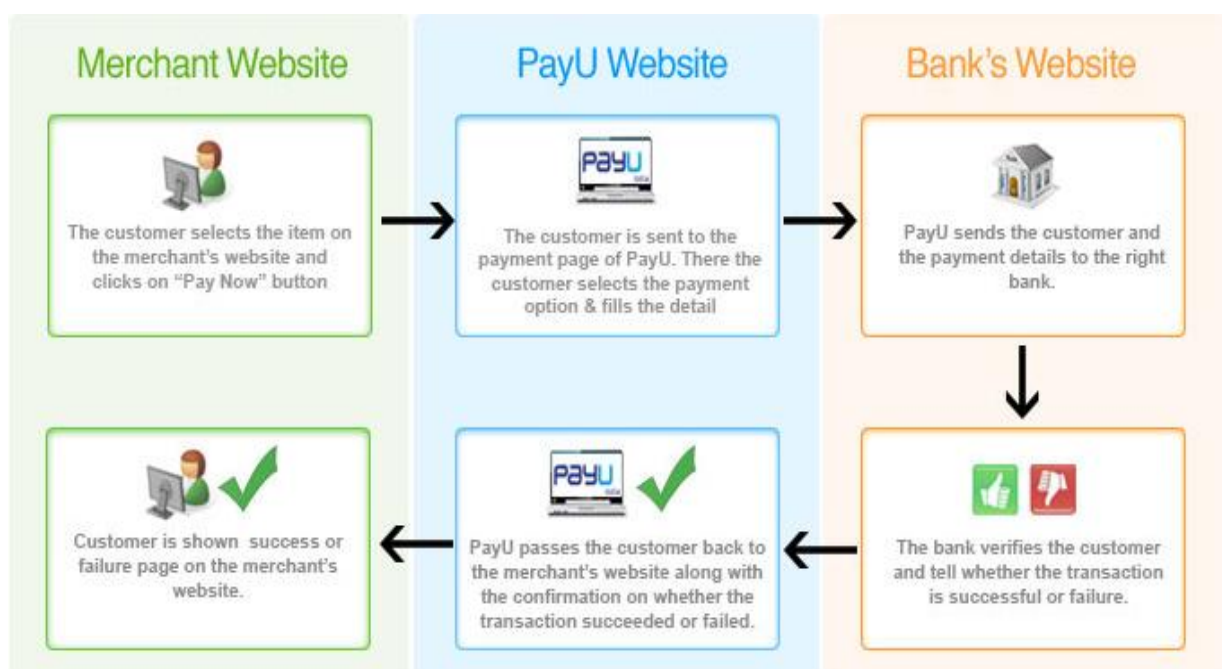 Merchant Website
PayU Website
Bank's Website
The customer selects the item on
the merchant's website and
clicks on “Pay Now” button
PayU
The customer is sent to the
payment page of PayU. There the
customer selects the payment
option & fills the detail
PayU sends the customer and
the payment details to the right
bank.
Customer is shown success or
failure page on the merchant's
website.
PayU
PayU passes the customer back to
the merchant's website along with
the confirmation on whether the
transaction succeeded or failed.
The bank verifies the customer
and tell whether the transaction
is successful or failure.